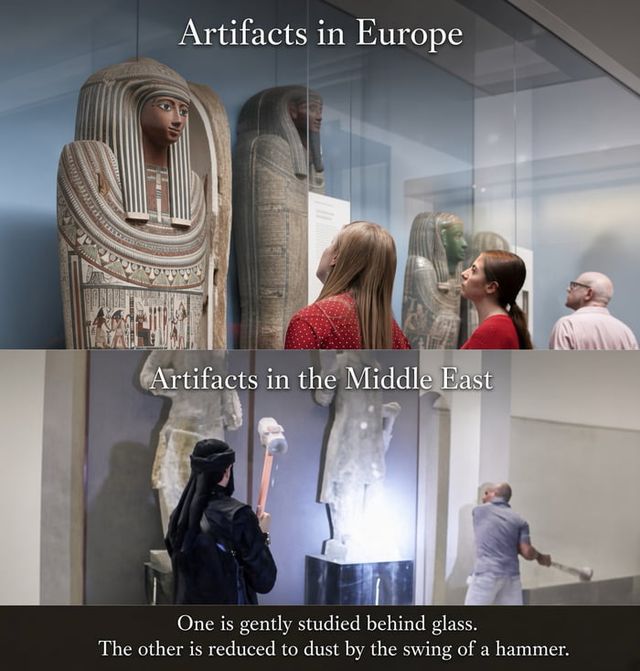 Artifacts in Europe
Artifacts in the Middle East
One is gently studied behind glass.
The other is reduced to dust by the swing of a hammer.